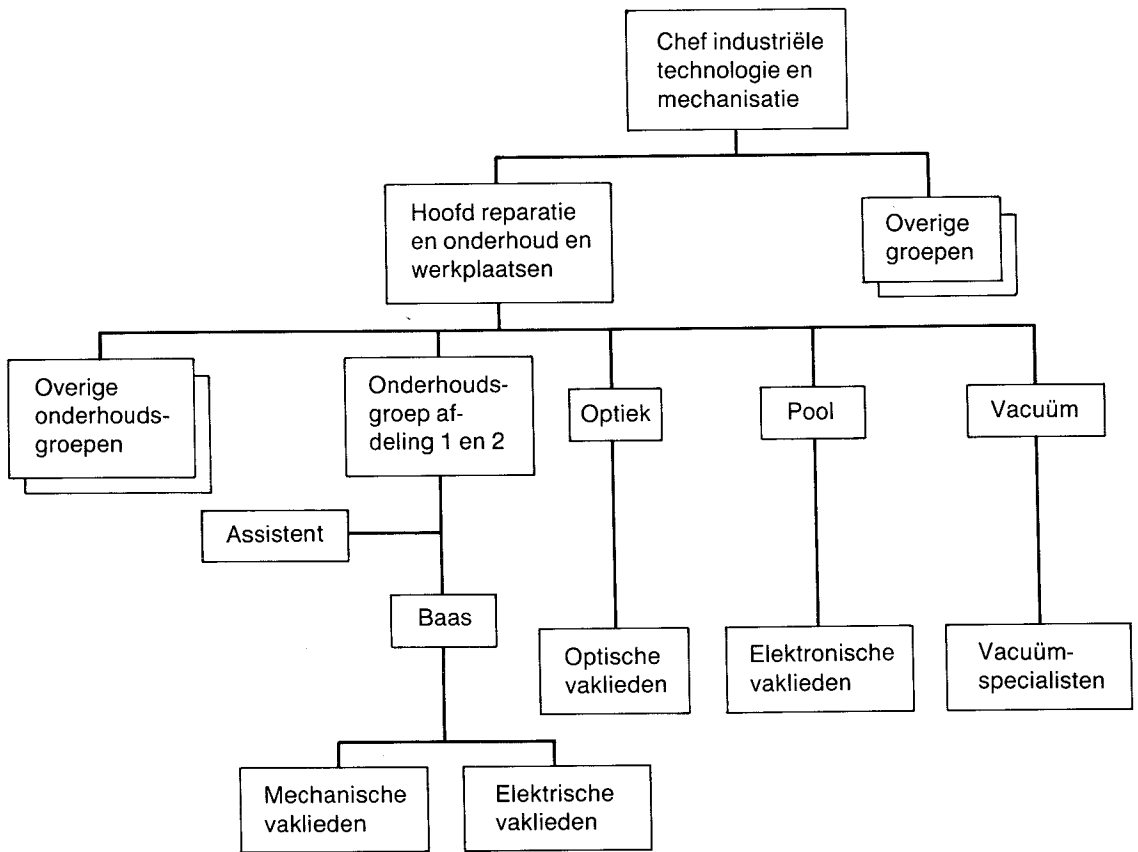 Chef industriële
technologie en
mechanisatie
Hoofd reparatie
en onderhoud en
werkplaatsen
Overige
groepen
Overige
onderhouds-
groepen
Onderhouds-
groep af-
deling 1 en 2
Optiek
Pool
Vacuüm
Assistent
Baas
Optische
vaklieden
Elektronische
vaklieden
Vacuüm-
specialisten
Mechanische
vaklieden
Elektrische
vaklieden